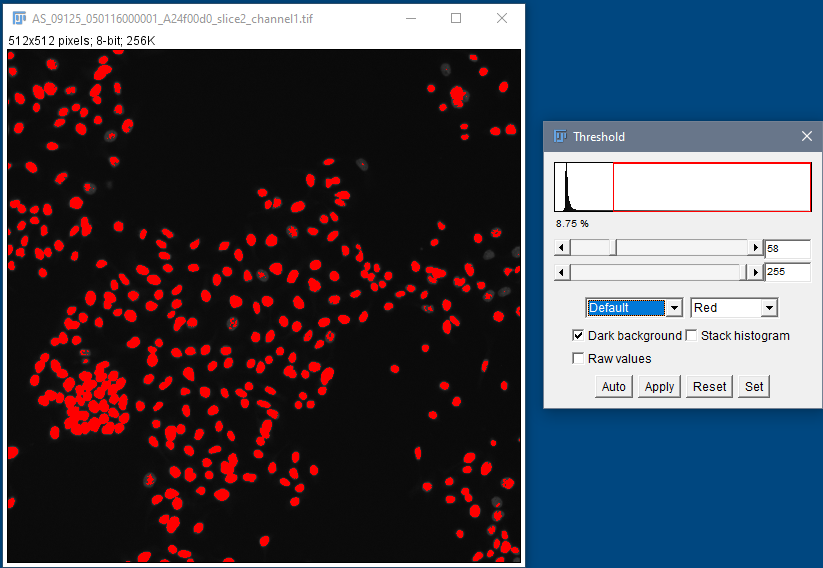 AS_09125_050116000001_A24f00d0_slice2_channel1.tif
512x512 pixels; 8-bit; 256K
Threshold
8.75 %
58
255
Default Red
Dark background Stack histogram
Raw values
Auto Apply Reset Set